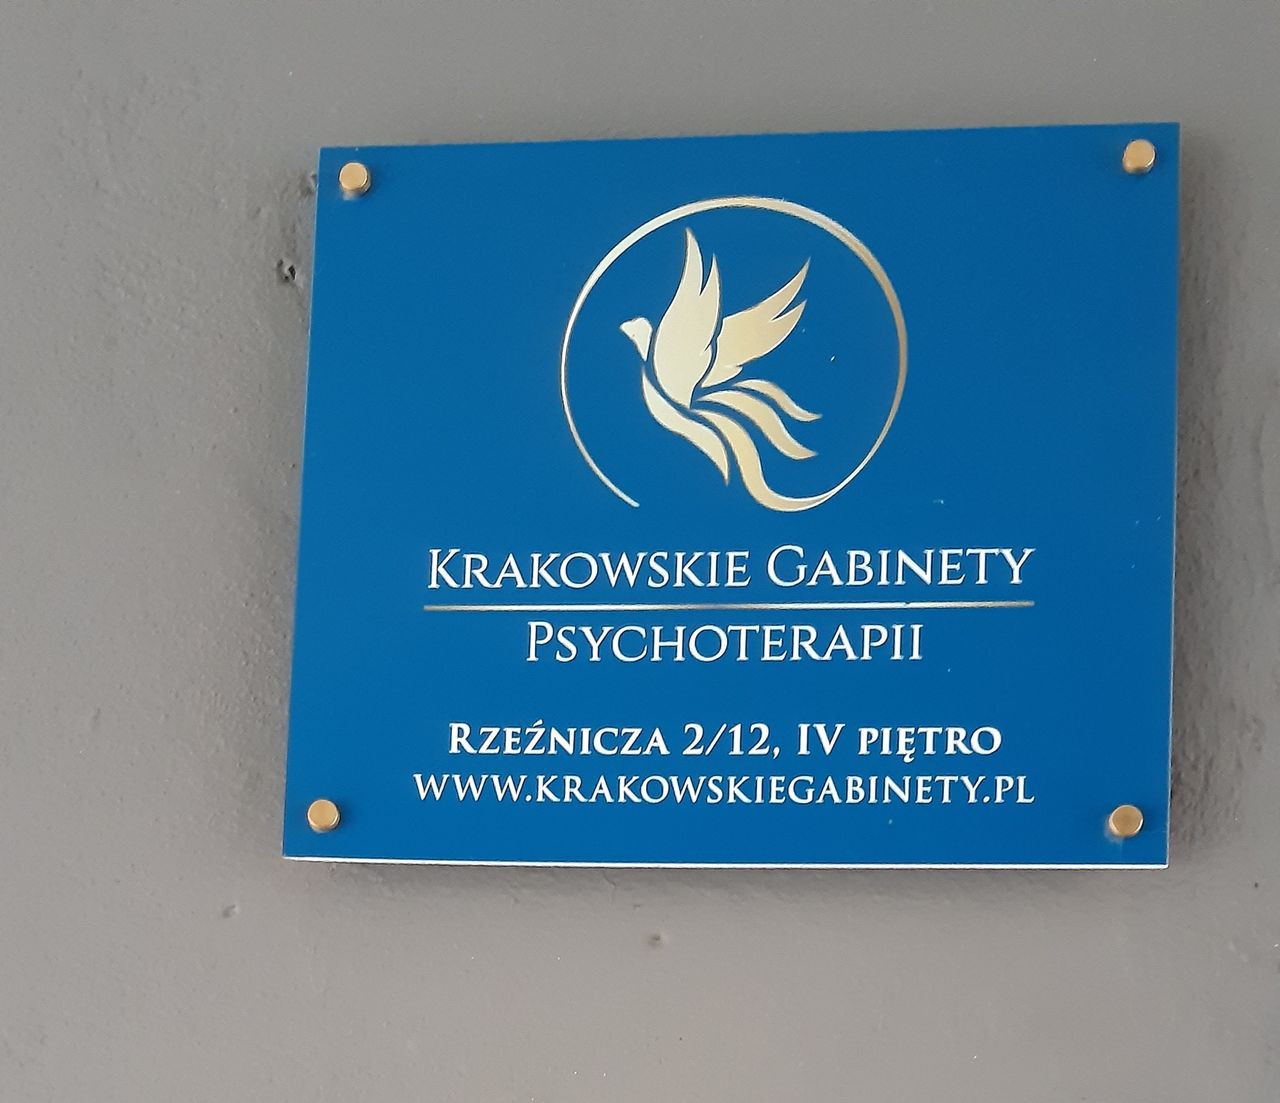 Krakowskie Gabinety
Psychoterapii
Rzeźnicza 2/12, IV piętro
www.krakowskiegabinety.pl